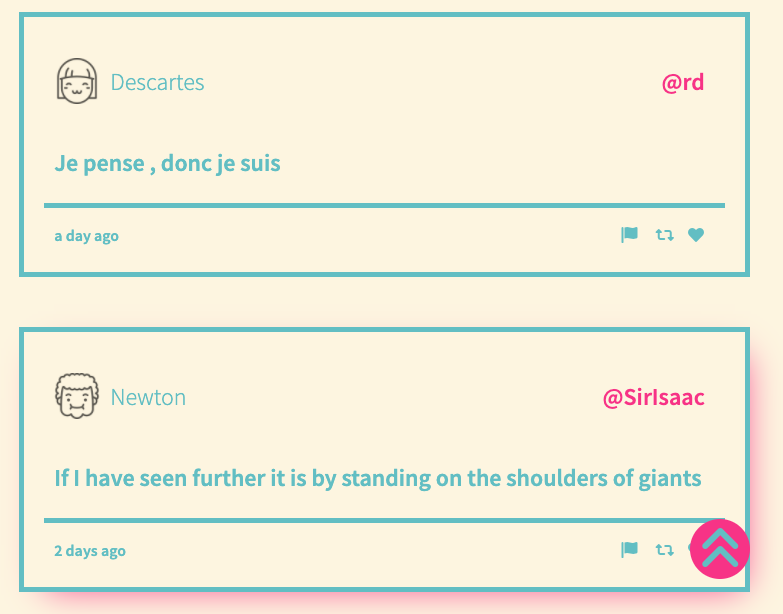 Descartes @rd
Je pense , donc je suis
a day ago
Newton @SirIsaac
If I have seen further it is by standing on the shoulders of giants
2 days ago